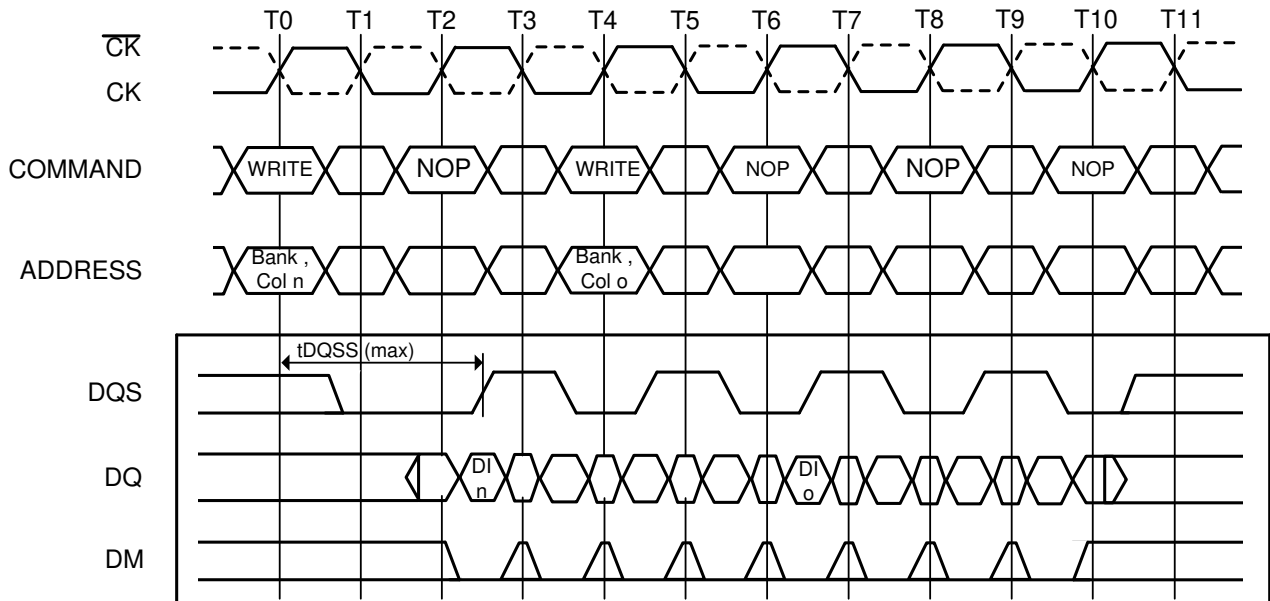 T0 T1 T2 T3 T4 T5 T6 T7 T8 T9 T10 T11
CK
CK
COMMAND WRITE NOP WRITE NOP NOP NOP
ADDRESS Bank , Col n Bank , Col o
tDQSS (max)
DQS
DQ DI n DI o
DM